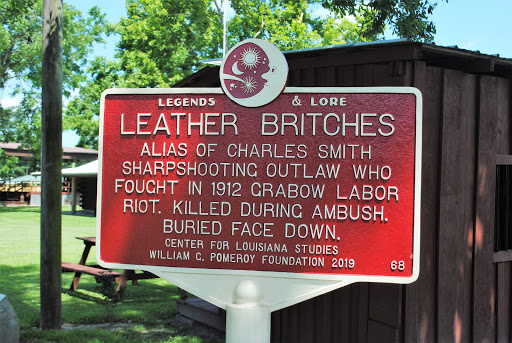 LEGENDS & LORE
LEATHER BRITCHES
ALIAS OF CHARLES SMITH
SHARPSHOOTING OUTLAW WHO
FOUGHT IN 1912 GRABOW LABOR
RIOT. KILLED DURING AMBUSH.
BURIED FACE DOWN.
CENTER FOR LOUISIANA STUDIES
WILLIAM G. POMEROY FOUNDATION 2019
68